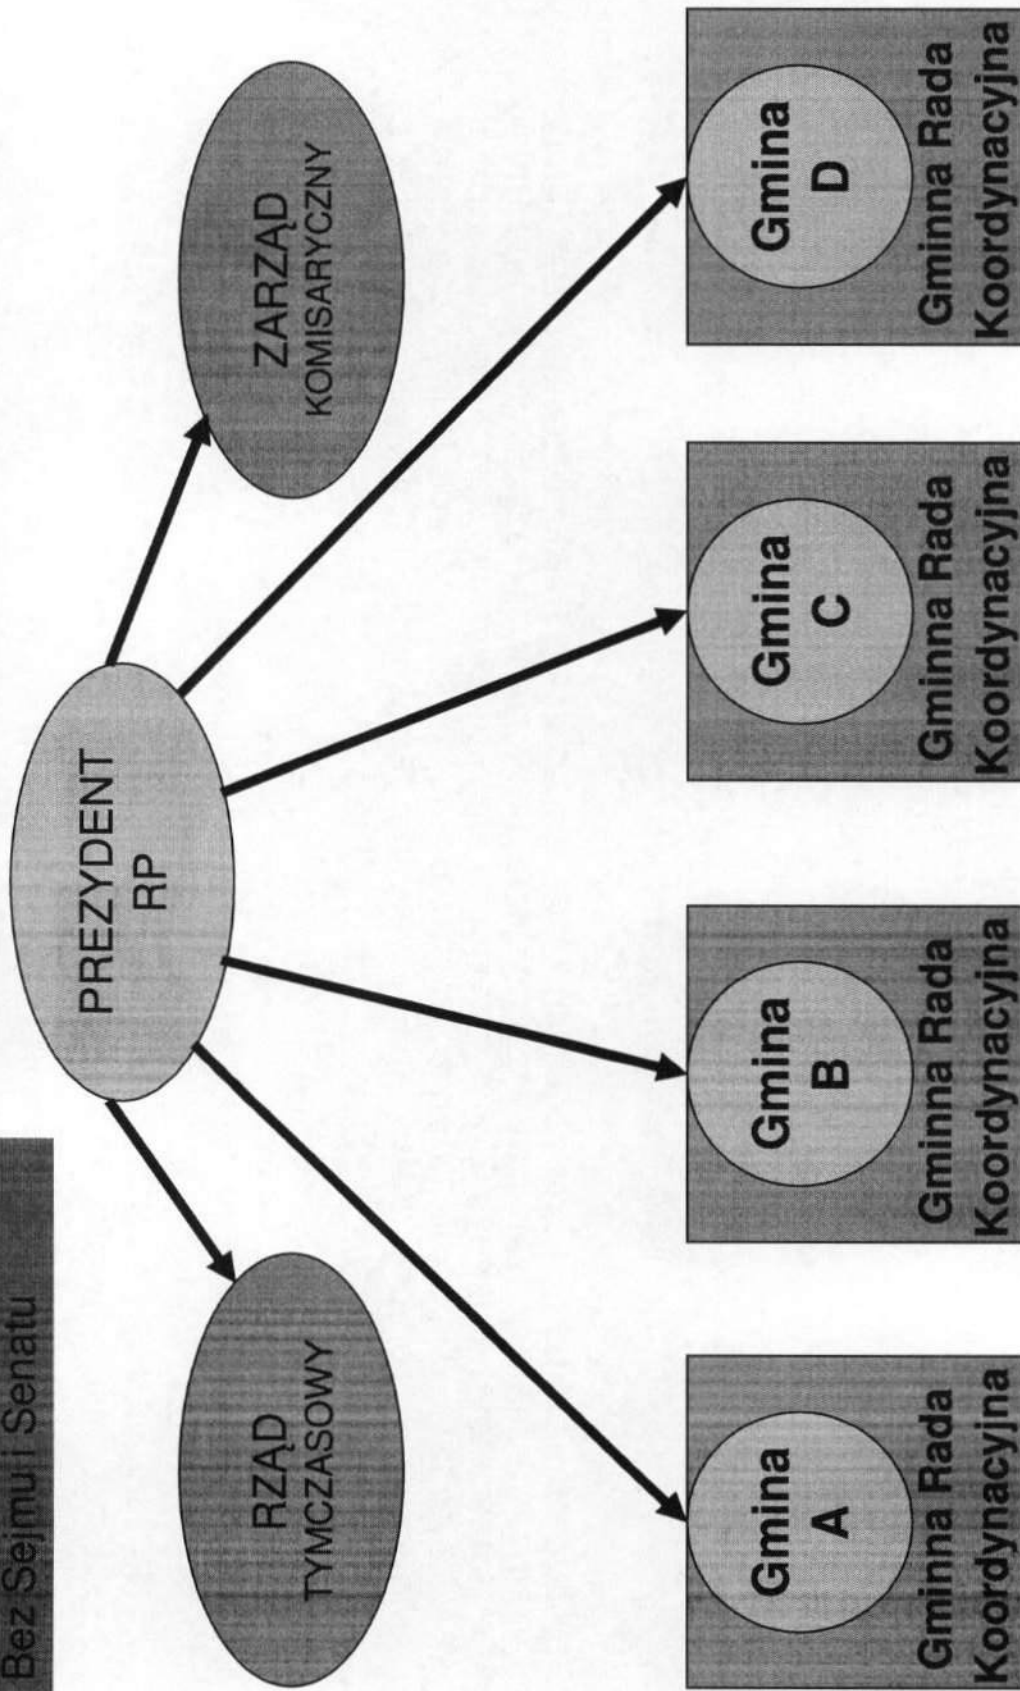 Bez Sejmu i Senatu
PREZYDENT
RP
RZĄD
TYMCZASOWY
ZARZĄD
KOMISARYCZNY
Gmina
A
Gminna Rada
Koordynacyjna
Gmina
B
Gminna Rada
Koordynacyjna
Gmina
C
Gminna Rada
Koordynacyjna
Gmina
D
Gminna Rada
Koordynacyjna